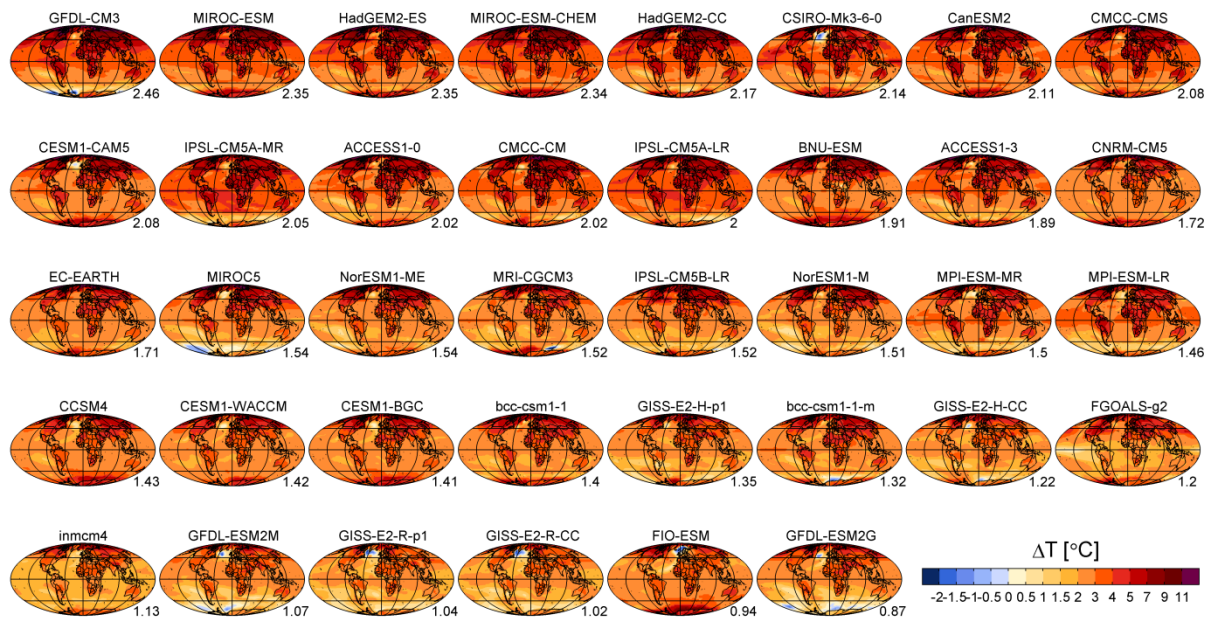 GFDL-CM3 MIROC-ESM HadGEM2-ES MIROC-ESM-CHEM HadGEM2-CC CSIRO-Mk3-6-0 CanESM2 CMCC-CMS
2.46 2.35 2.35 2.34 2.17 2.14 2.11 2.08
CESM1-CAM5 IPSL-CM5A-MR ACCESS1-0 CMCC-CM IPSL-CM5A-LR BNU-ESM ACCESS1-3 CNRM-CM5
2.08 2.05 2.02 2.02 2 1.91 1.89 1.72
EC-EARTH MIROC5 NorESM1-ME MRI-CGCM3 IPSL-CM5B-LR NorESM1-M MPI-ESM-MR MPI-ESM-LR
1.71 1.54 1.54 1.52 1.52 1.51 1.5 1.46
CCSM4 CESM1-WACCM CESM1-BGC bcc-csm1-1 GISS-E2-H-p1 bcc-csm1-1-m GISS-E2-H-CC FGOALS-g2
1.43 1.42 1.41 1.4 1.35 1.32 1.22 1.2
inmcm4 GFDL-ESM2M GISS-E2-R-p1 GISS-E2-R-CC FIO-ESM GFDL-ESM2G
1.13 1.07 1.04 1.02 0.94 0.87
ΔT [°C]
-2 -1.5 -1 -0.5 0 0.5 1 1.5 2 3 4 5 7 9 11